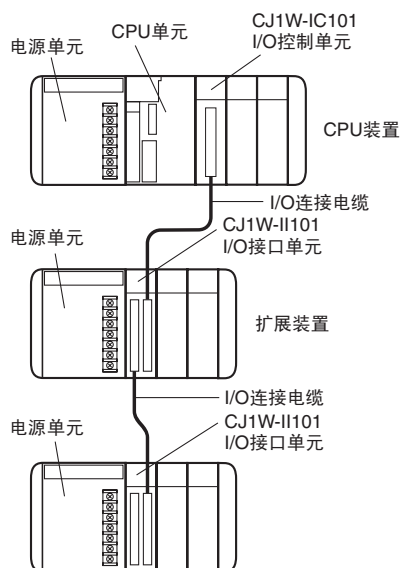 电源单元
CPU单元
CJ1W-IC101
I/O控制单元
CPU装置
I/O连接电缆
CJ1W-II101
I/O接口单元
电源单元
扩展装置
I/O连接电缆
CJ1W-II101
I/O接口单元
电源单元